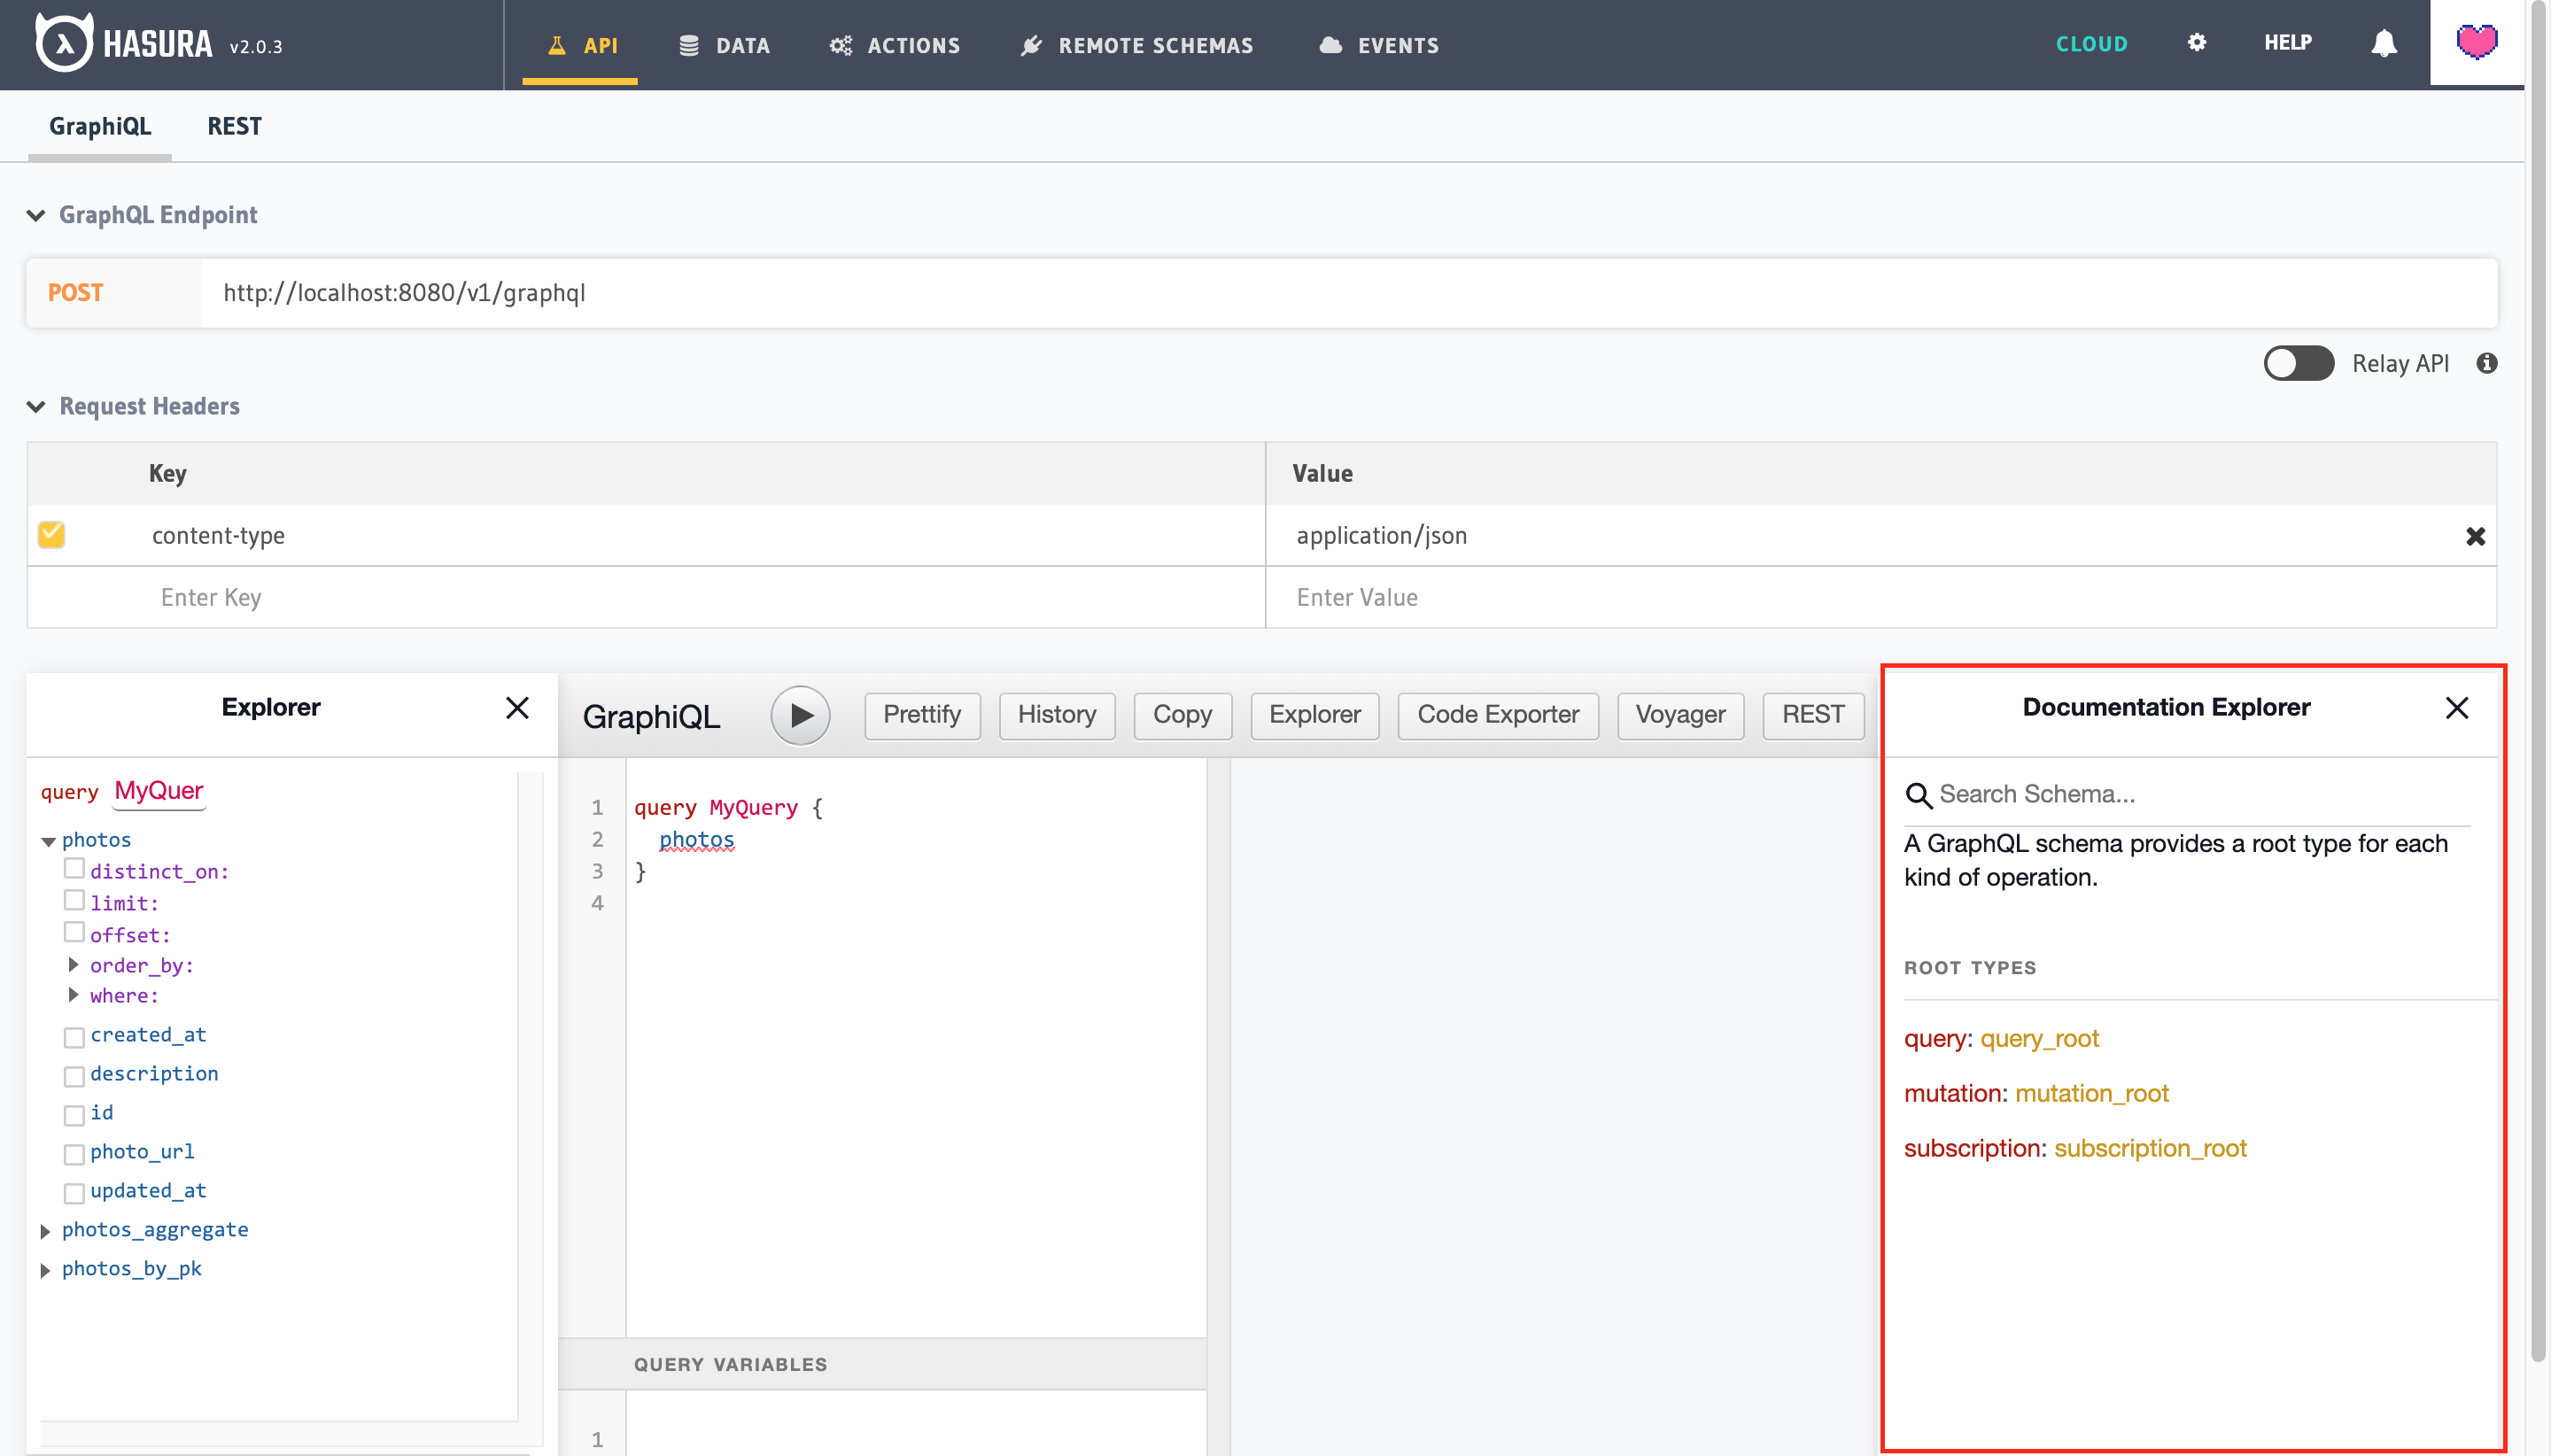 HASURA v2.0.3
API
DATA
ACTIONS
REMOTE SCHEMAS
EVENTS
CLOUD
HELP
GraphiQL
REST
GraphQL Endpoint
POST
http://localhost:8080/v1/graphql
Relay API
Request Headers
Key
Value
content-type
application/json
Enter Key
Enter Value
Explorer
query MyQuer
photos
distinct_on:
limit:
offset:
order_by:
where:
created_at
description
id
photo_url
updated_at
photos_aggregate
photos_by_pk
GraphiQL
Prettify
History
Copy
Explorer
Code Exporter
Voyager
REST
1 query MyQuery {
2 photos
3 }
4
QUERY VARIABLES
1
Documentation Explorer
Search Schema...
A GraphQL schema provides a root type for each
kind of operation.
ROOT TYPES
query: query_root
mutation: mutation_root
subscription: subscription_root